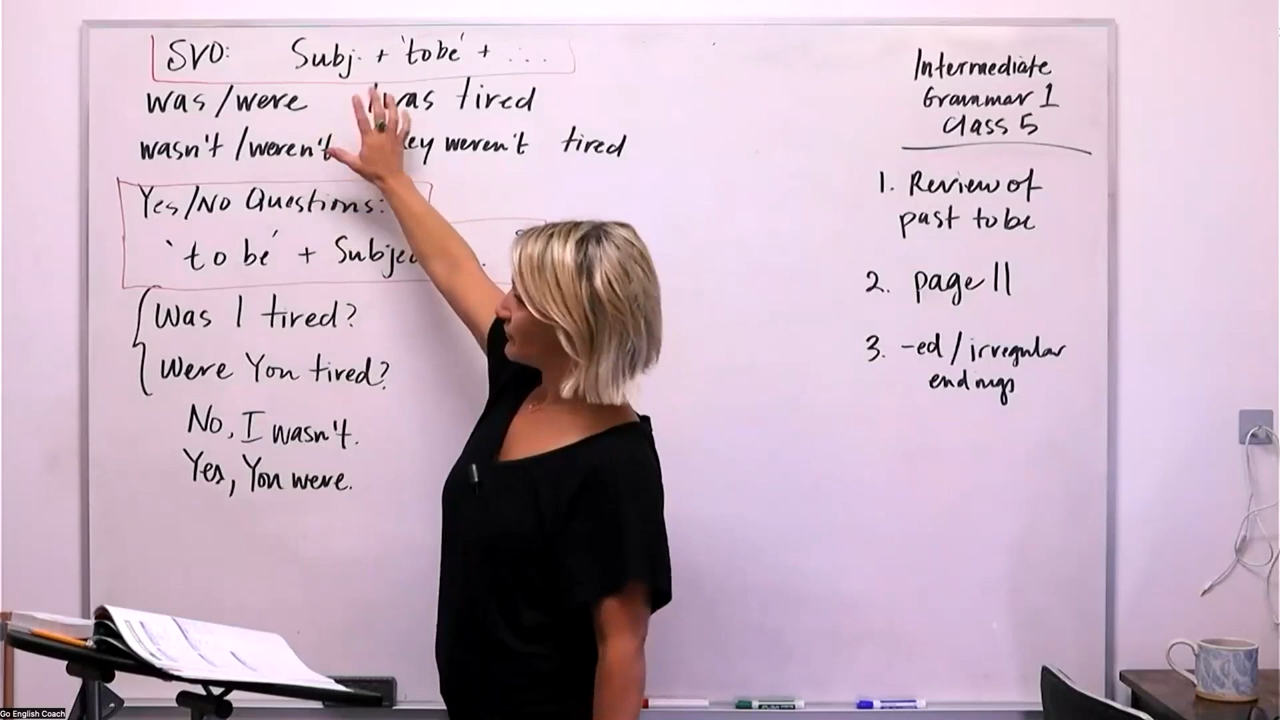 SVO: Subj. + 'to be' + ...
was/were was tired
wasn't/weren't weren't tired
Yes/No Questions:
'to be' +
Was I tired?
Were You tired?
No, I wasn't.
Yes, You were.
Intermediate
Grammar 1
Class 5
1. Review of
past to be
2. page 11
3. -ed/irregular
endings
Go English Coach